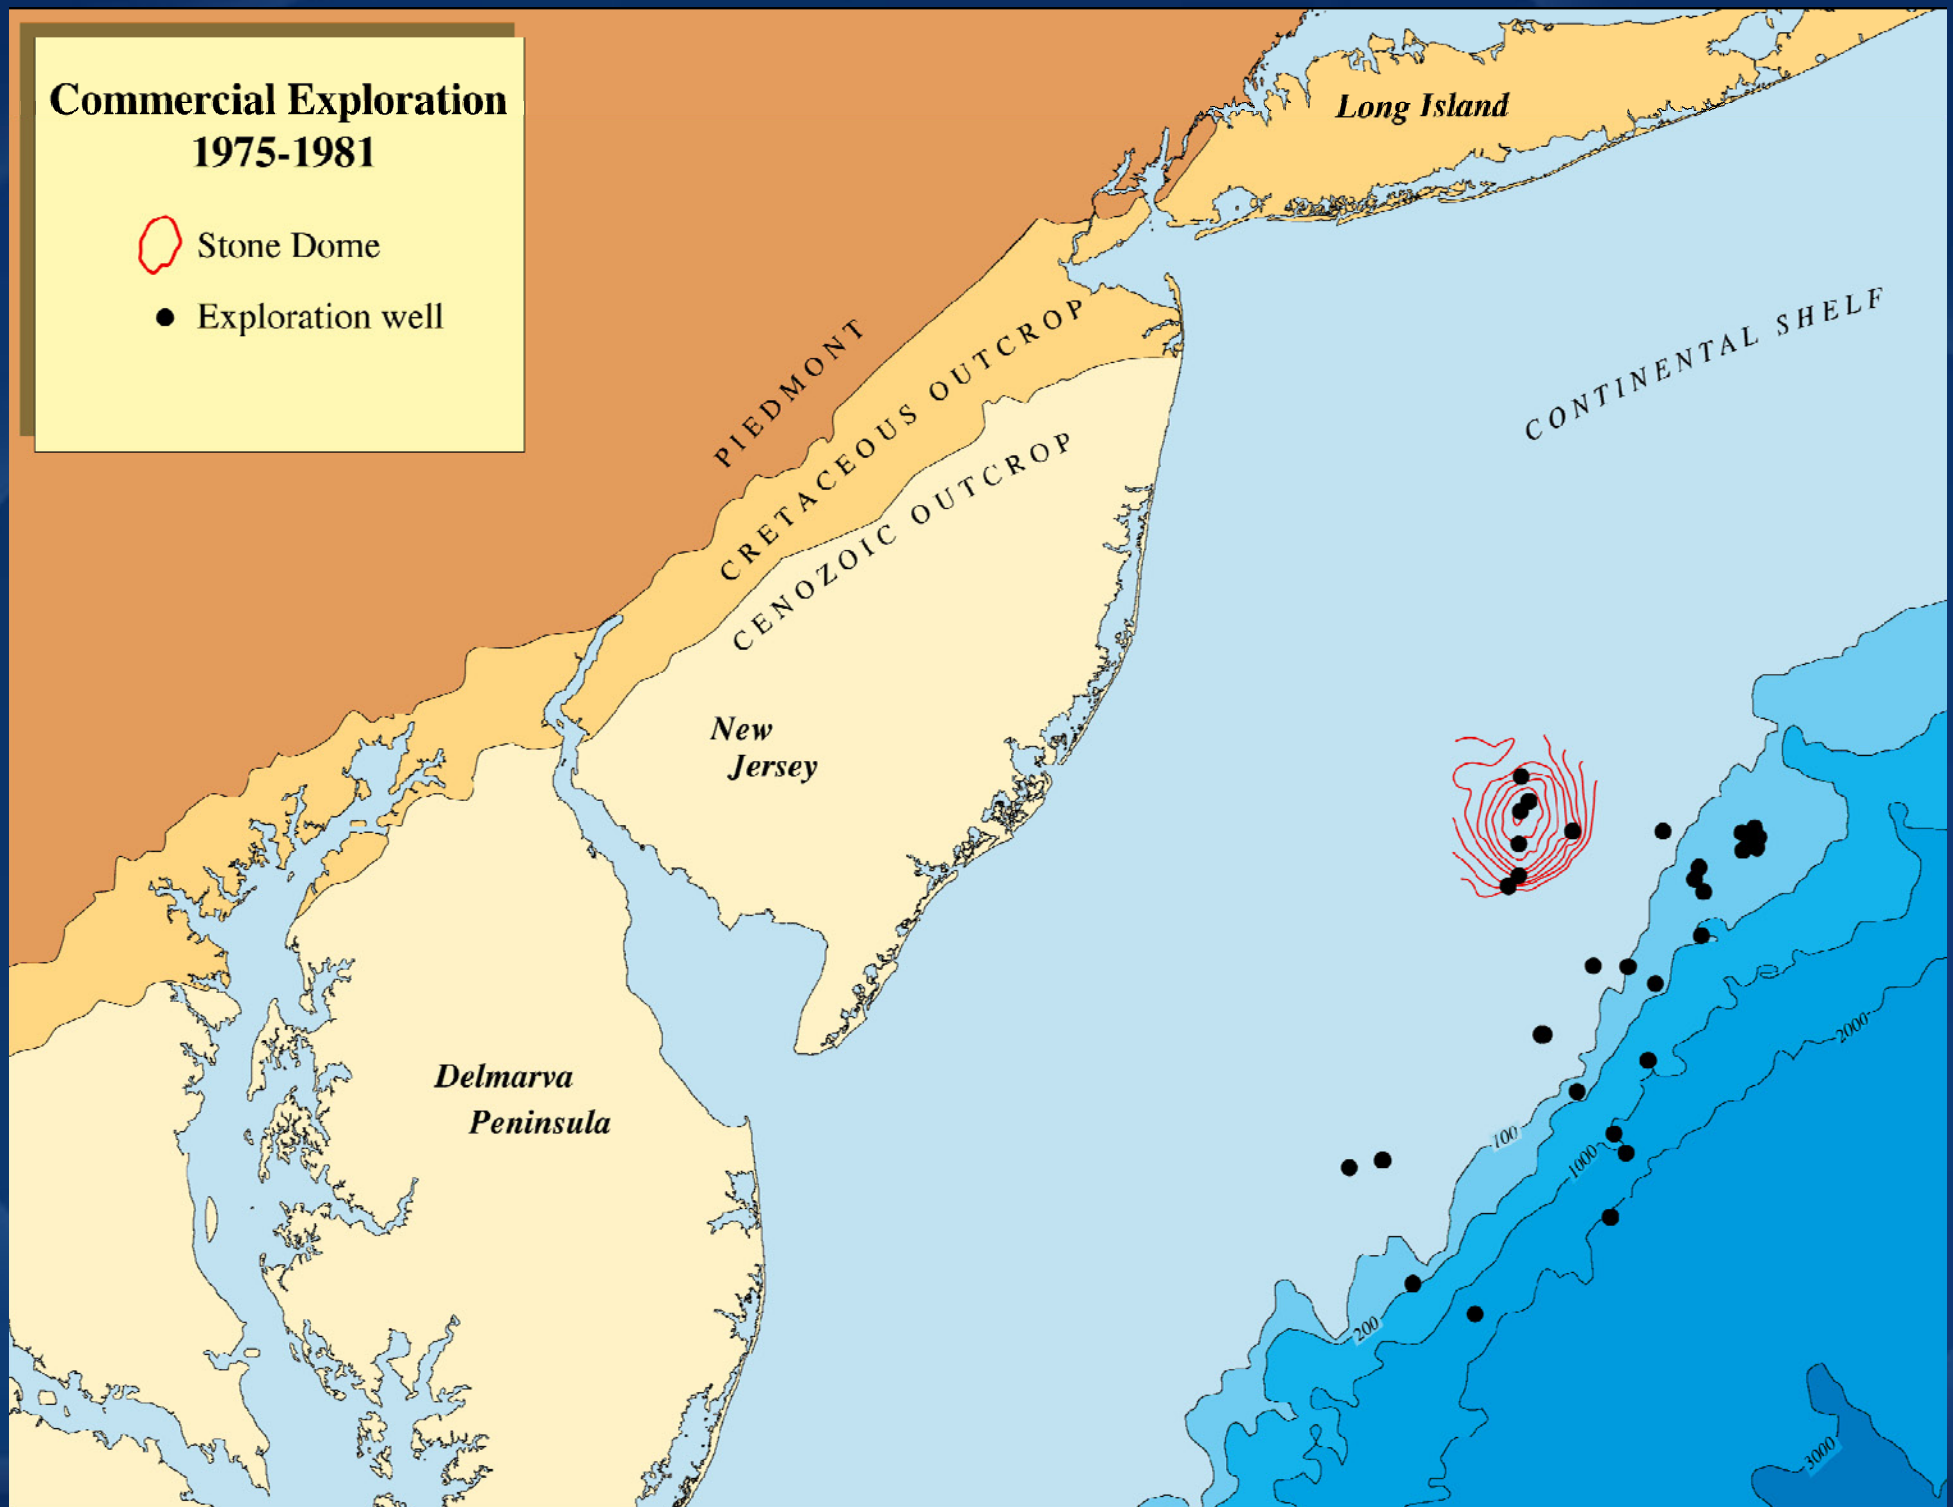 Commercial Exploration
1975-1981
Stone Dome
Exploration well
Long Island
CONTINENTAL SHELF
PIEDMONT
CRETACEOUS OUTCROP
CENOZOIC OUTCROP
New
Jersey
Delmarva
Peninsula
2000
100
1000
200
3000